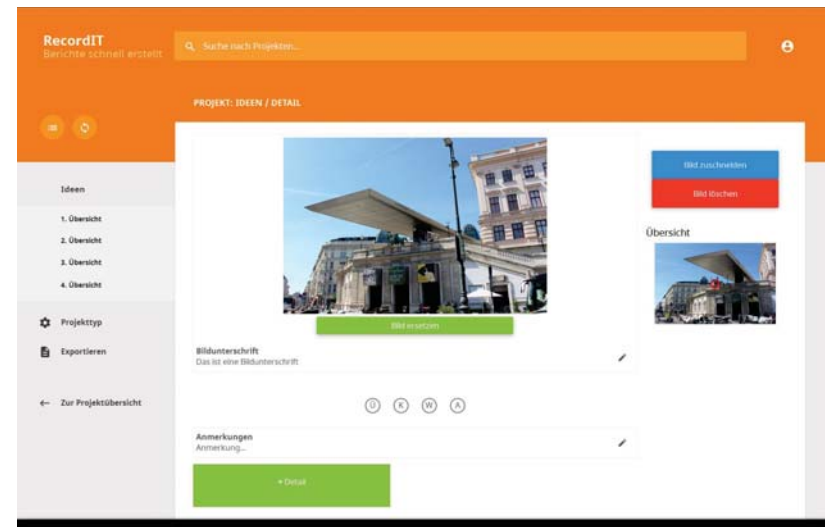 RecordIT
Berichte schnell erstellt
Suche nach Projekten...
PROJEKT: IDEEN / DETAIL
Ideen
1. Übersicht
2. Übersicht
3. Übersicht
4. Übersicht
Projekttyp
Exportieren
Zur Projektübersicht
Bild ersetzen
Bildunterschrift
Das ist eine Bildunterschrift
Ü K W A
Anmerkungen
Anmerkung...
+ Detail
Bild zuschneiden
Bild löschen
Übersicht